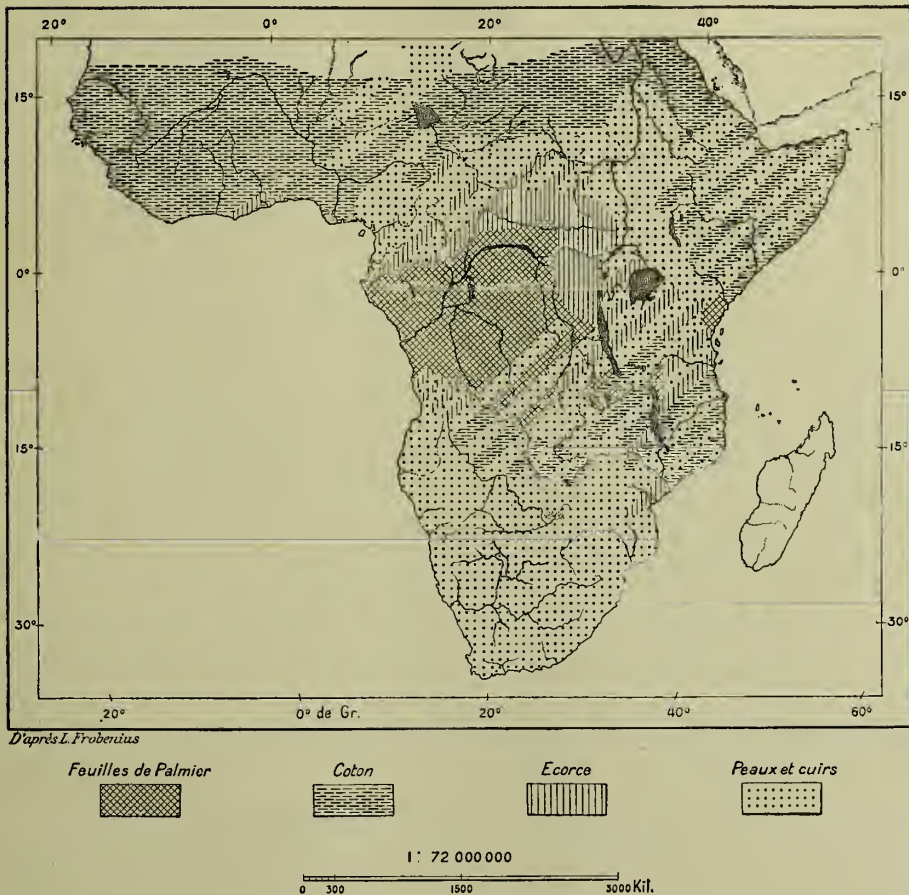 20° 0° 20° 40°
15° 15°
0° 0°
15° 15°
30° 30°
20° 0° de Gr. 20° 40° 60°
D'après L. Frobenius
Feuilles de Palmier Coton Ecorce Peaux et cuirs
1: 72 000 000
0 300 1500 3000 Kil.